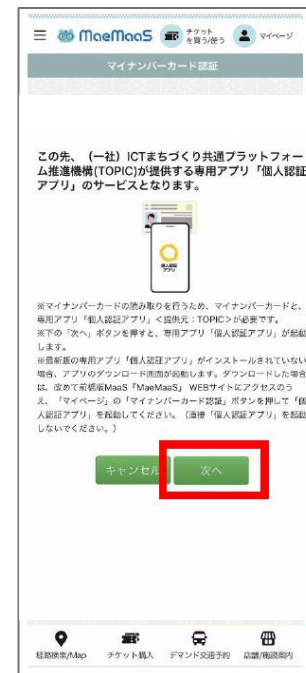 MaeMaaS
チケット
を買う/使う
マイページ
マイナンバーカード認証
この先、（一社）ICTまちづくり共通プラットフォー
ム推進機構(TOPIC)が提供する専用アプリ「個人認証
アプリ」のサービスとなります。
個人認証
アプリ
※マイナンバーカードの読み取りを行うため、マイナンバーカードと、
専用アプリ「個人認証アプリ」<提供元：TOPIC>が必要です。
※下の「次へ」ボタンを押すと、専用アプリ「個人認証アプリ」が起動
します。
※最新版の専用アプリ「個人認証アプリ」がインストールされていない
場合、アプリのダウンロード画面が起動します。ダウンロードした場合
は、改めて前橋版MaaS「MaeMaaS」WEBサイトにアクセスのう
え、「マイページ」の「マイナンバーカード認証」ボタンを押して「個
人認証アプリ」を起動してください。（直接「個人認証アプリ」を起動
しないでください。）
キャンセル
次へ
経路検索/Map
チケット購入
デマンド交通予約
店舗/施設案内